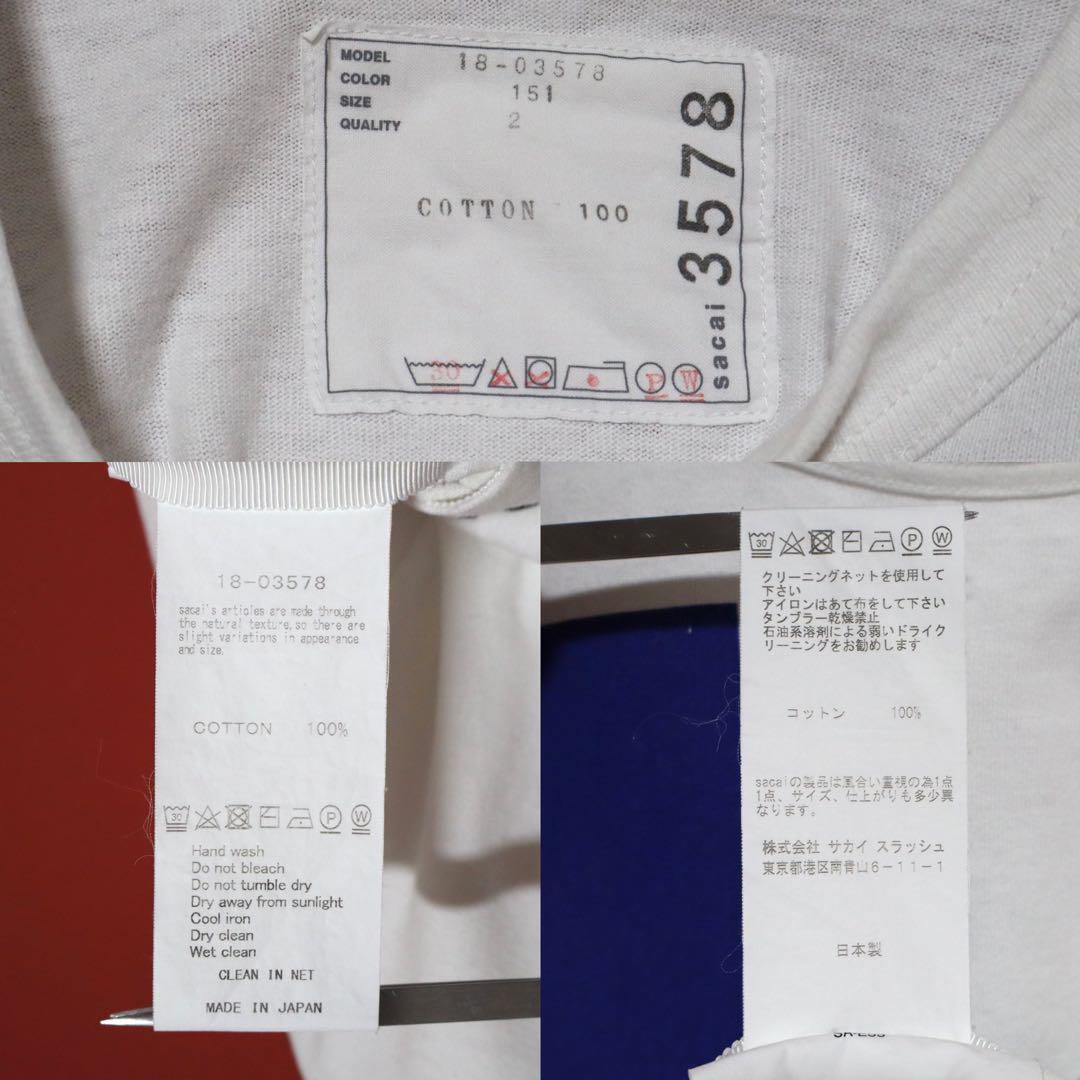 MODEL 18-03578
COLOR 151
SIZE 2
QUALITY
COTTON 100
sacai 3578
30 P W
18-03578
sacai's articles are made through
the natural texture, so there are
slight variations in appearance
and size.
COTTON 100%
30 P W
Hand wash
Do not bleach
Do not tumble dry
Dry away from sunlight
Cool iron
Dry clean
Wet clean
CLEAN IN NET
MADE IN JAPAN
30 P W
クリーニングネットを使用して
下さい
アイロンはあて布をして下さい
タンブラー乾燥禁止
石油系溶剤による弱いドライク
リーニングをお勧めします
コットン 100%
sacaiの製品は風合い重視の為1点
1点、サイズ、仕上がりも多少異
なります。
株式会社 サカイ スラッシュ
東京都港区南青山6-11-1
日本製